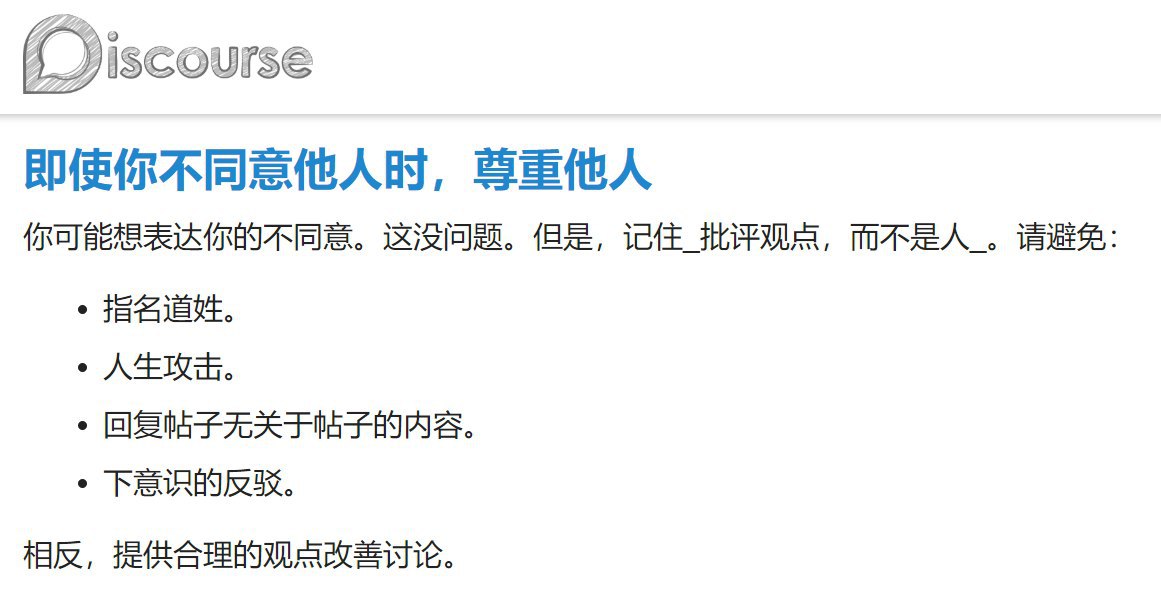 Discourse
即使你不同意他人时，尊重他人
你可能想表达你的不同意。这没问题。但是，记住_批评观点，而不是人_。请避免：
• 指名道姓。
• 人生攻击。
• 回复帖子无关于帖子的内容。
• 下意识的反驳。
相反，提供合理的观点改善讨论。